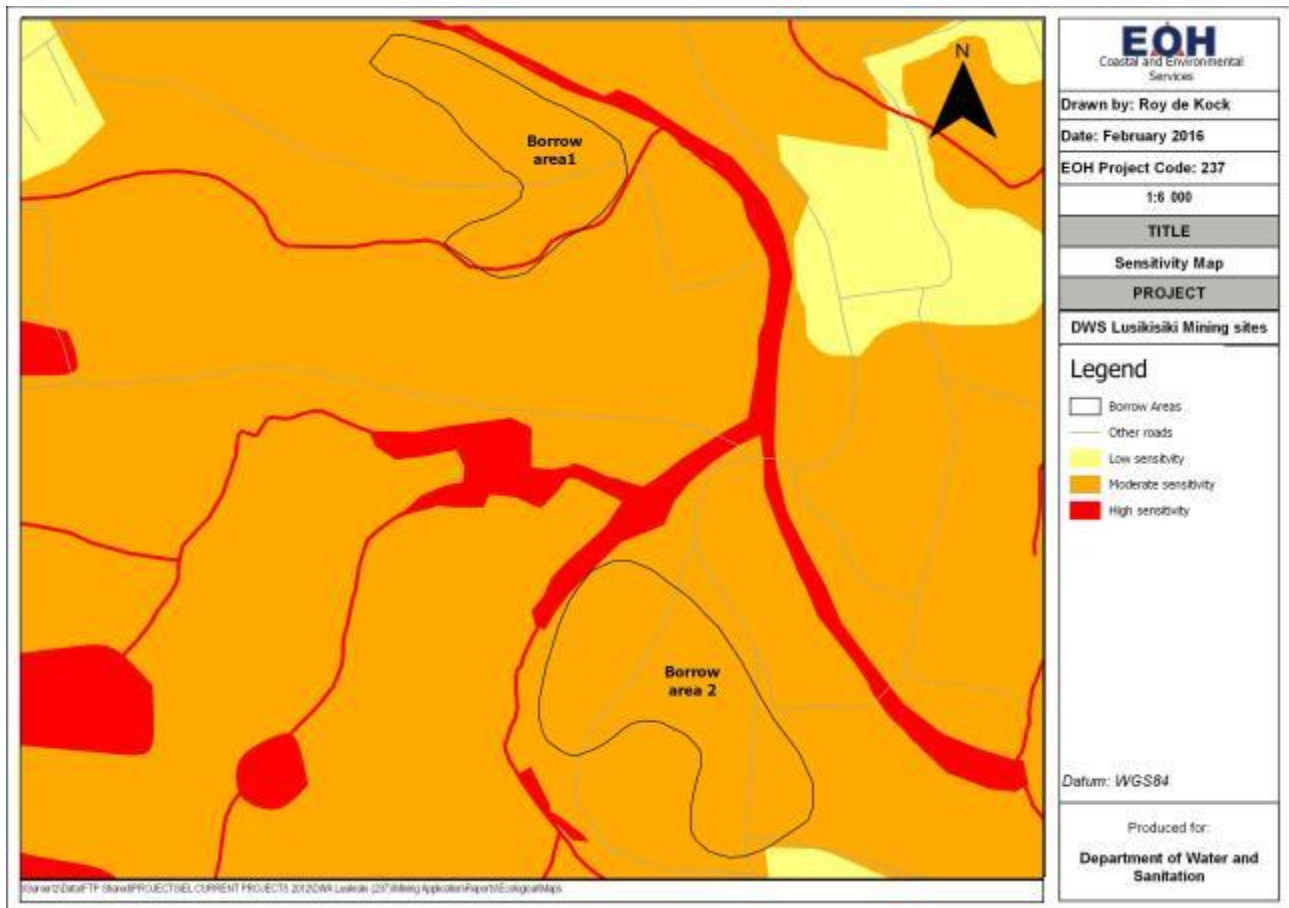 N
Borrow
area1
Borrow
area 2
EOH
Coastal and Environmental
Services
Drawn by: Roy de Kock
Date: February 2016
EOH Project Code: 237
1:6 000
TITLE
Sensitivity Map
PROJECT
DWS Lusikisiki Mining sites
Legend
Borrow Areas
Other roads
Low sensitvity
Moderate sensitivity
High sensitivity
Datum: WGS84
Produced for:
Department of Water and
Sanitation